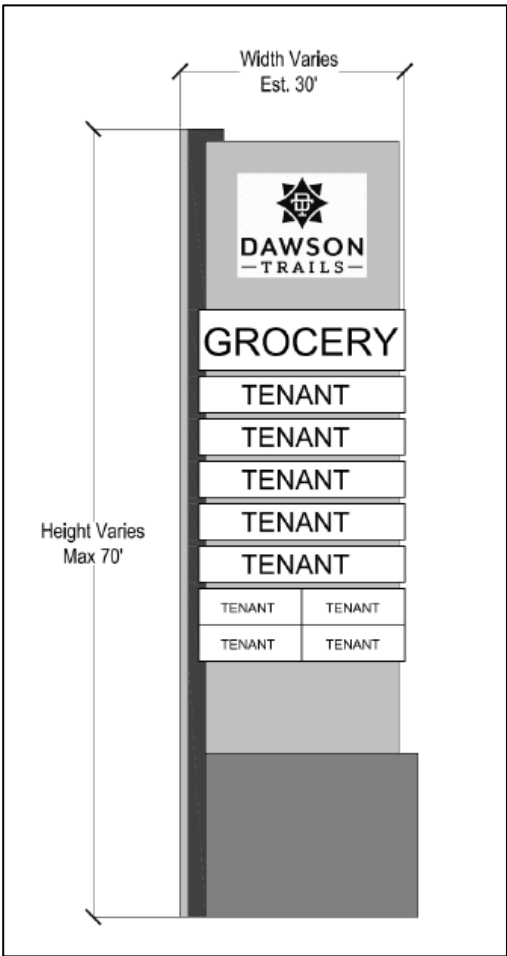 Width Varies
Est. 30'
DT
DAWSON
TRAILS
GROCERY
TENANT
TENANT
TENANT
TENANT
TENANT
TENANT TENANT
TENANT TENANT
Height Varies
Max 70'